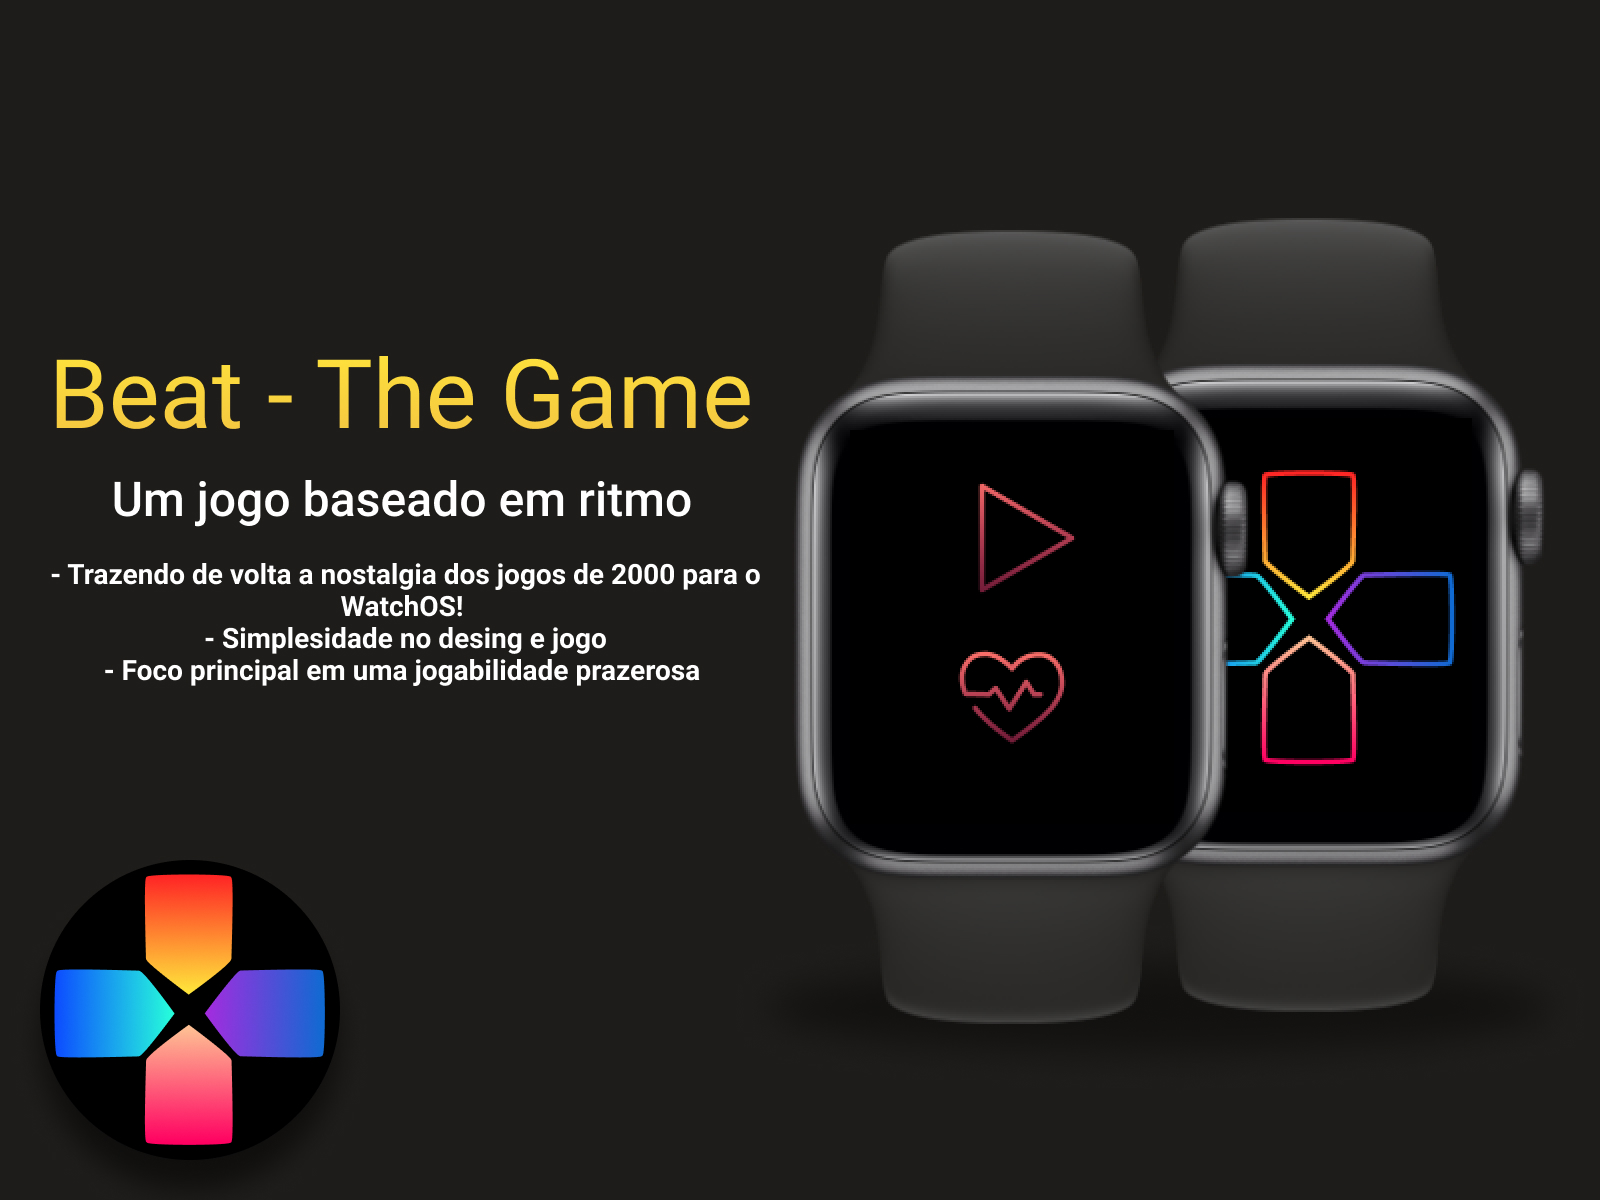 Beat - The Game
Um jogo baseado em ritmo
- Trazendo de volta a nostalgia dos jogos de 2000 para o
WatchOS!
- Simplesidade no desing e jogo
- Foco principal em uma jogabilidade prazerosa